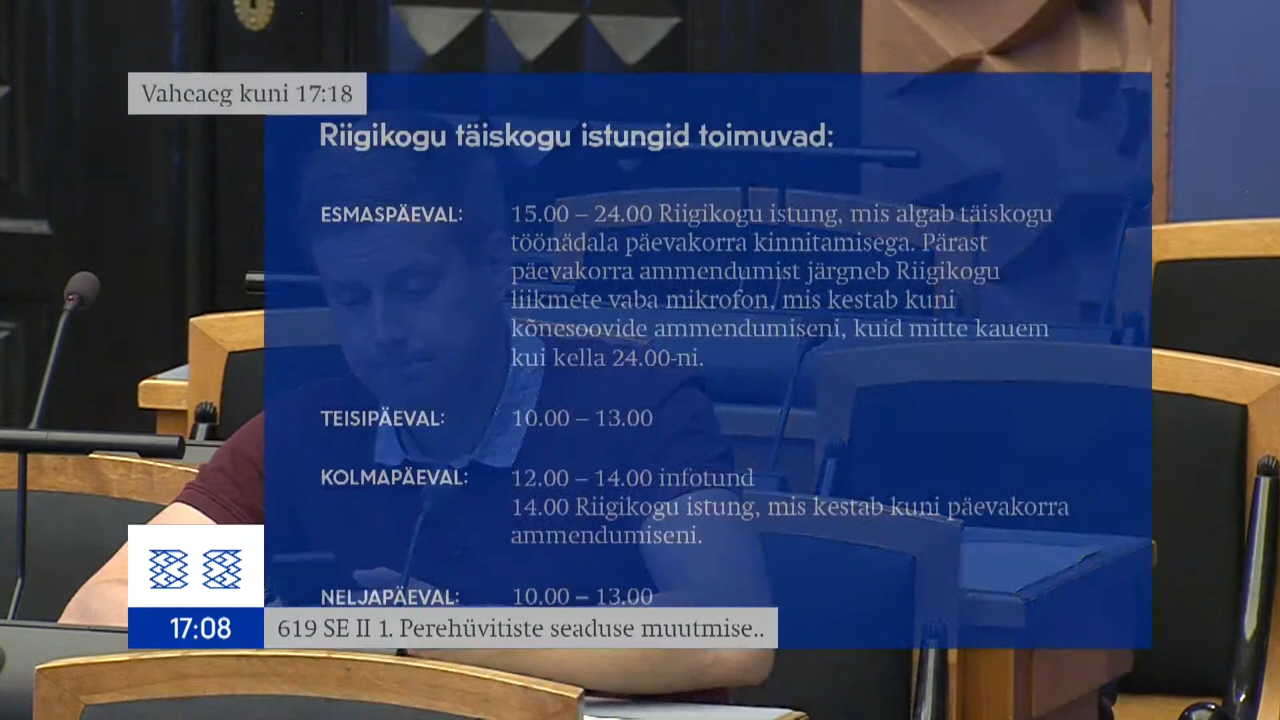 Vaheaeg kuni 17:18
Riigikogu täiskogu istungid toimuvad:
ESMASPÄEVAL: 15.00 – 24.00 Riigikogu istung, mis algab täiskogu
töönädala päevakorra kinnitamisega. Pärast
päevakorra ammendumist järgneb Riigikogu
liikmete vaba mikrofon, mis kestab kuni
kõnesoovide ammendumiseni, kuid mitte kauem
kui kella 24.00-ni.
TEISIPÄEVAL: 10.00 – 13.00
KOLMAPÄEVAL: 12.00 – 14.00 infotund
14.00 Riigikogu istung, mis kestab kuni päevakorra
ammendumiseni.
NELJAPÄEVAL: 10.00 – 13.00
17:08 619 SE II 1. Perehüvitiste seaduse muutmise..